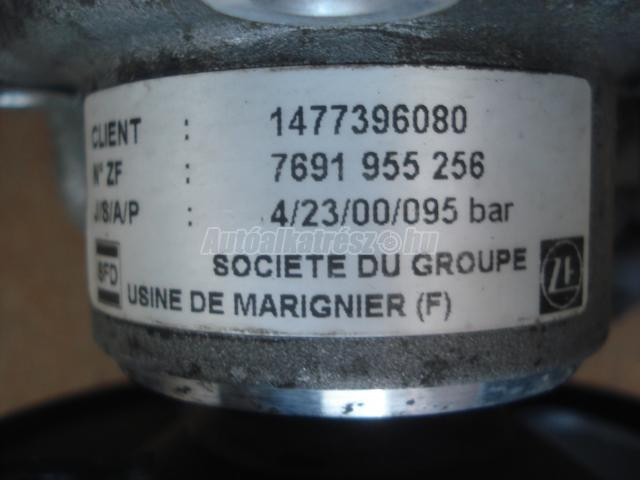 CLIENT : 1477396080
N° ZF : 7691 955 256
J/S/A/P : 4/23/00/095 bar
Autóalkatrész.hu
BFD SOCIETE DU GROUPE ZF
USINE DE MARIGNIER (F)